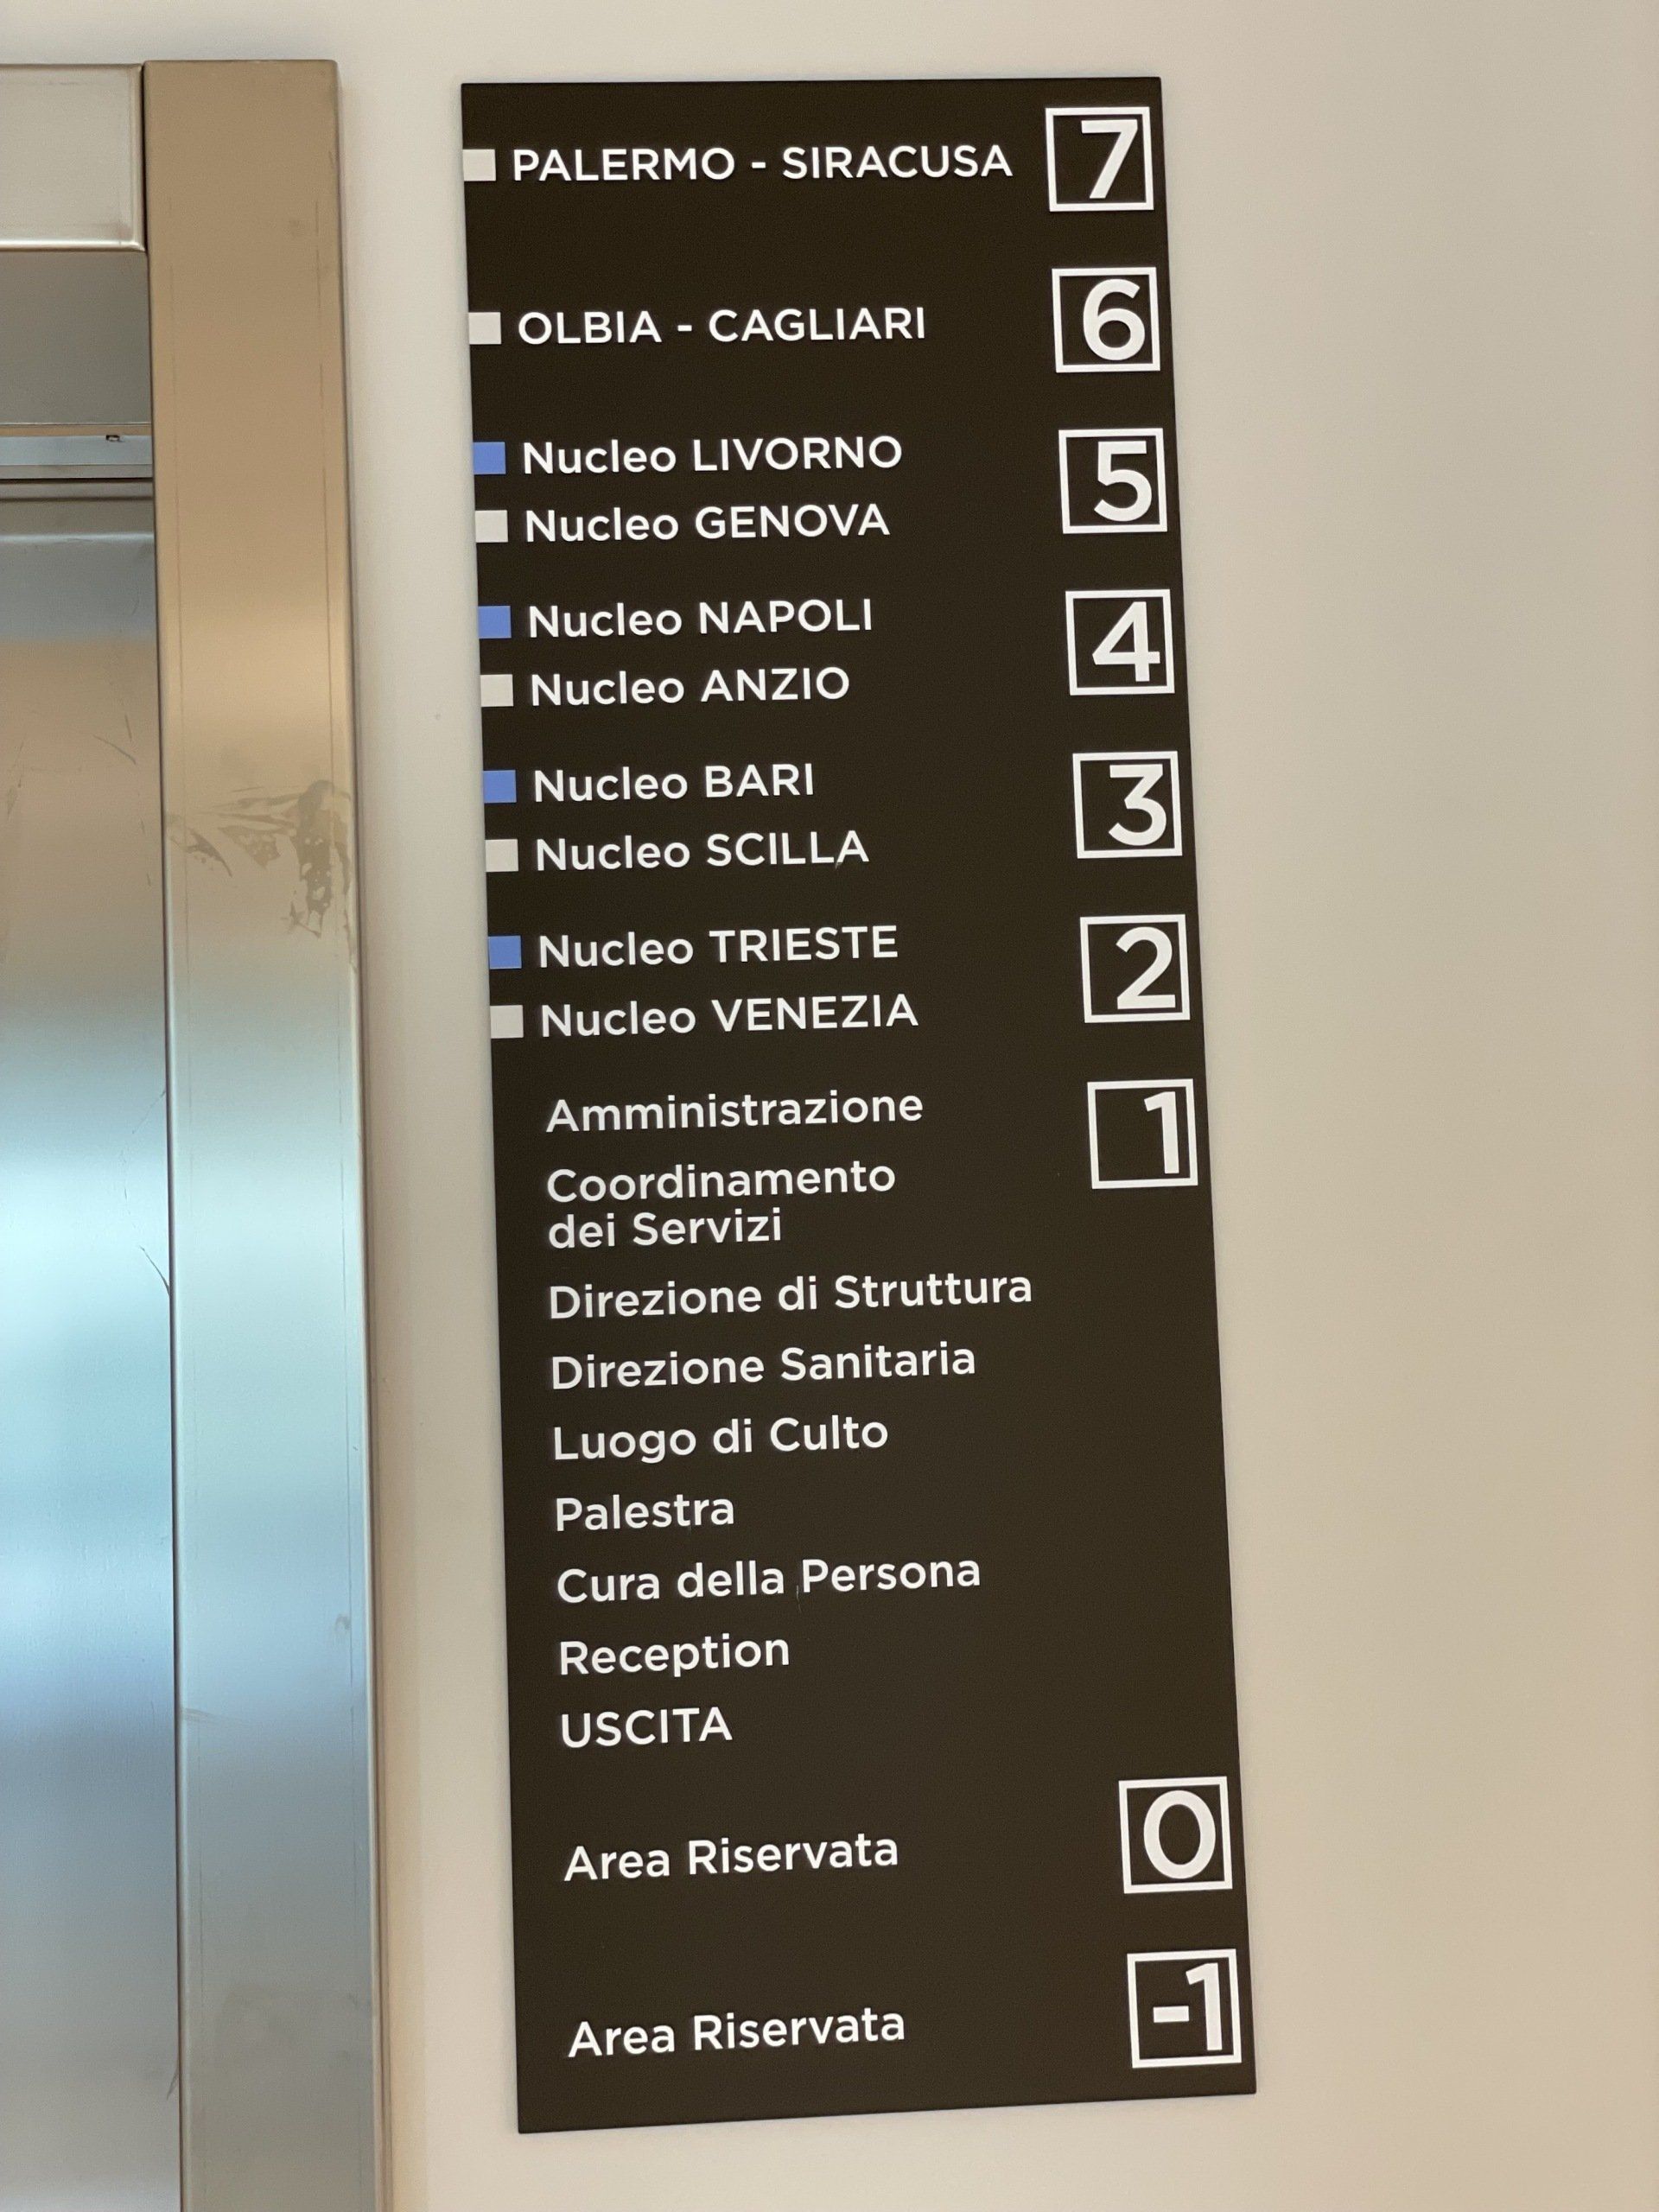 PALERMO - SIRACUSA 7
OLBIA - CAGLIARI 6
Nucleo LIVORNO 5
Nucleo GENOVA
Nucleo NAPOLI 4
Nucleo ANZIO
Nucleo BARI 3
Nucleo SCILLA
Nucleo TRIESTE 2
Nucleo VENEZIA
Amministrazione 1
Coordinamento
dei Servizi
Direzione di Struttura
Direzione Sanitaria
Luogo di Culto
Palestra
Cura della Persona
Reception
USCITA
Area Riservata 0
Area Riservata -1